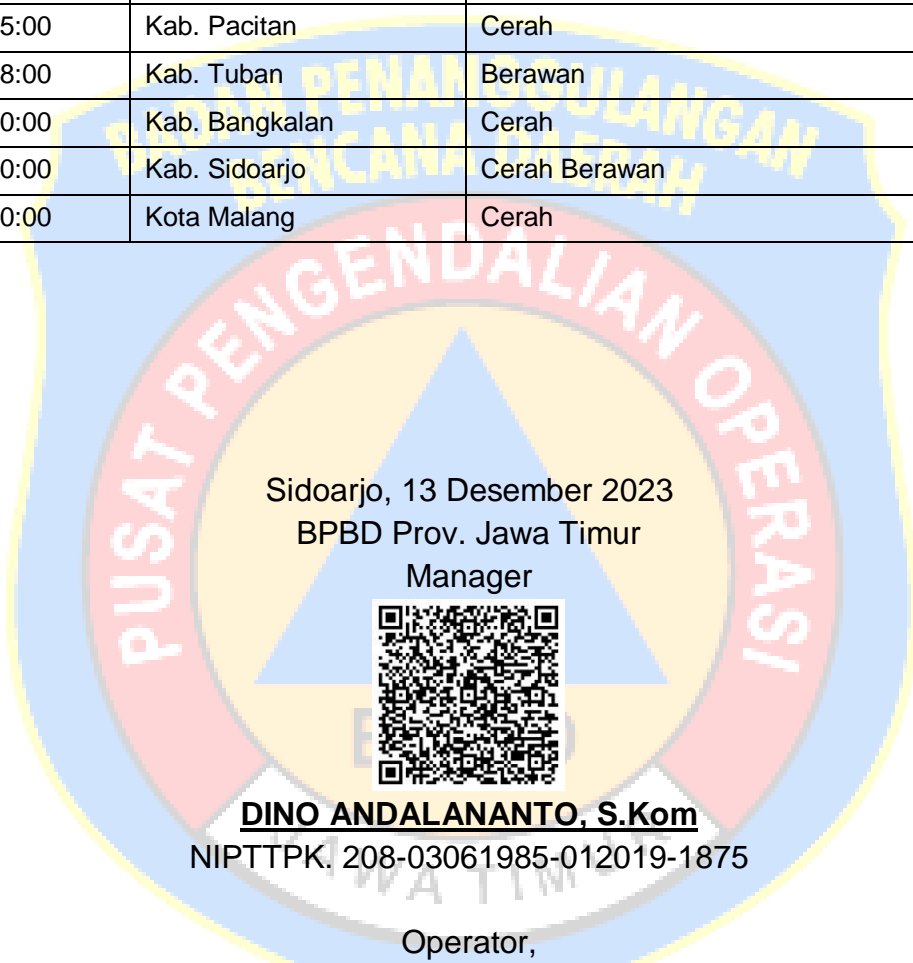 5:00 Kab. Pacitan Cerah
8:00 Kab. Tuban Berawan
0:00 Kab. Bangkalan Cerah
0:00 Kab. Sidoarjo Cerah Berawan
0:00 Kota Malang Cerah
BADAN PENANGGULANGAN
BENCANA DAERAH
PUSAT PENGENDALIAN OPERASI
Sidoarjo, 13 Desember 2023
BPBD Prov. Jawa Timur
Manager
DINO ANDALANANTO, S.Kom
NIPTTPK. 208-03061985-012019-1875
JAWA TIMUR
Operator,